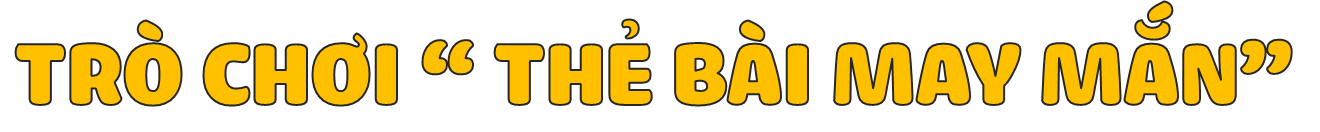 TRÒ CHƠI “ THẺ BÀI MAY MẮN”